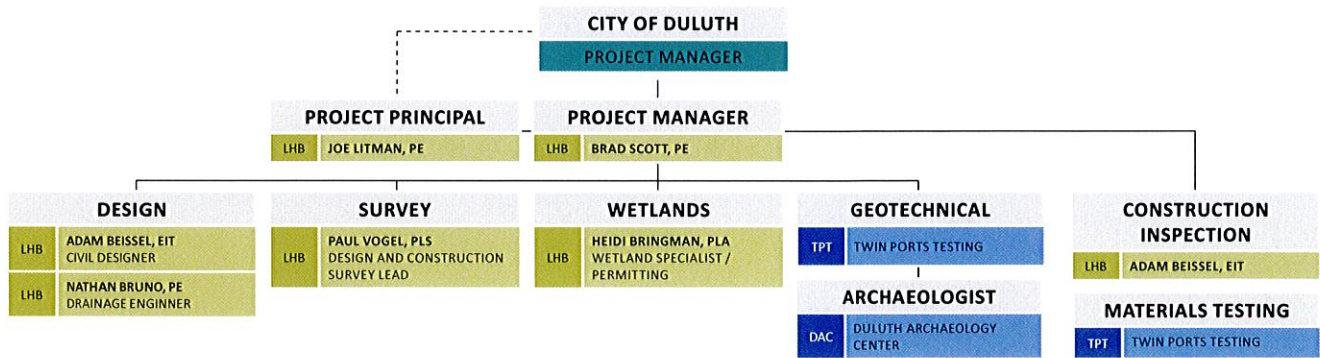 CITY OF DULUTH
PROJECT MANAGER
PROJECT PRINCIPAL
LHB JOE LITMAN, PE
PROJECT MANAGER
LHB BRAD SCOTT, PE
DESIGN
LHB ADAM BEISSEL, EIT
CIVIL DESIGNER
LHB NATHAN BRUNO, PE
DRAINAGE ENGINNER
SURVEY
LHB PAUL VOGEL, PLS
DESIGN AND CONSTRUCTION
SURVEY LEAD
WETLANDS
LHB HEIDI BRINGMAN, PLA
WETLAND SPECIALIST /
PERMITTING
GEOTECHNICAL
TPT TWIN PORTS TESTING
ARCHAEOLOGIST
DAC DULUTH ARCHAEOLOGY
CENTER
CONSTRUCTION
INSPECTION
LHB ADAM BEISSEL, EIT
MATERIALS TESTING
TPT TWIN PORTS TESTING